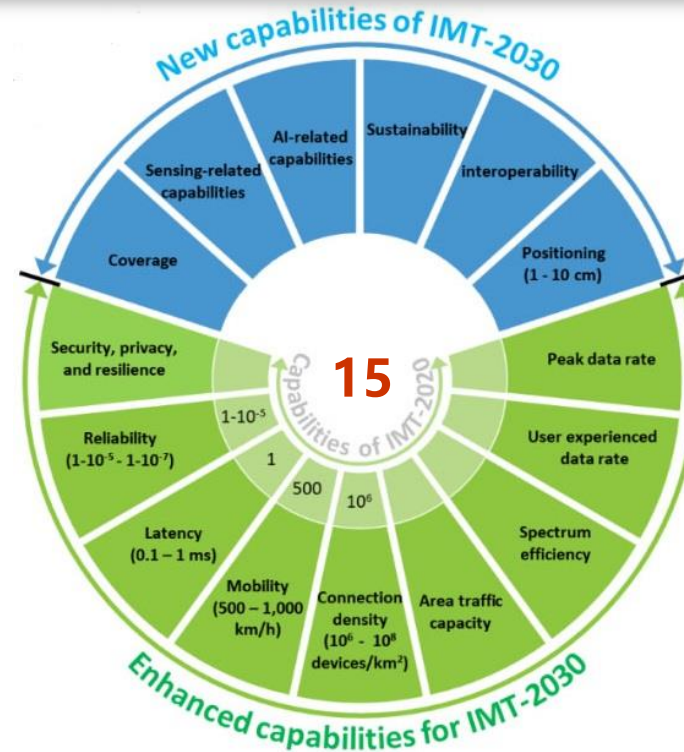 New capabilities of IMT-2030
Coverage
Sensing-related
capabilities
AI-related
capabilities
Sustainability
interoperability
Positioning
(1 - 10 cm)
Security, privacy,
and resilience
Reliability
(1-10⁻⁵ - 1-10⁻⁷)
Latency
(0.1 – 1 ms)
Mobility
(500 – 1,000
km/h)
Connection
density
(10⁶ - 10⁸
devices/km²)
Area traffic
capacity
Spectrum
efficiency
User experienced
data rate
Peak data rate
1-10⁻⁵
1
500
10⁶
15
Capabilities of IMT-2020
Enhanced capabilities for IMT-2030